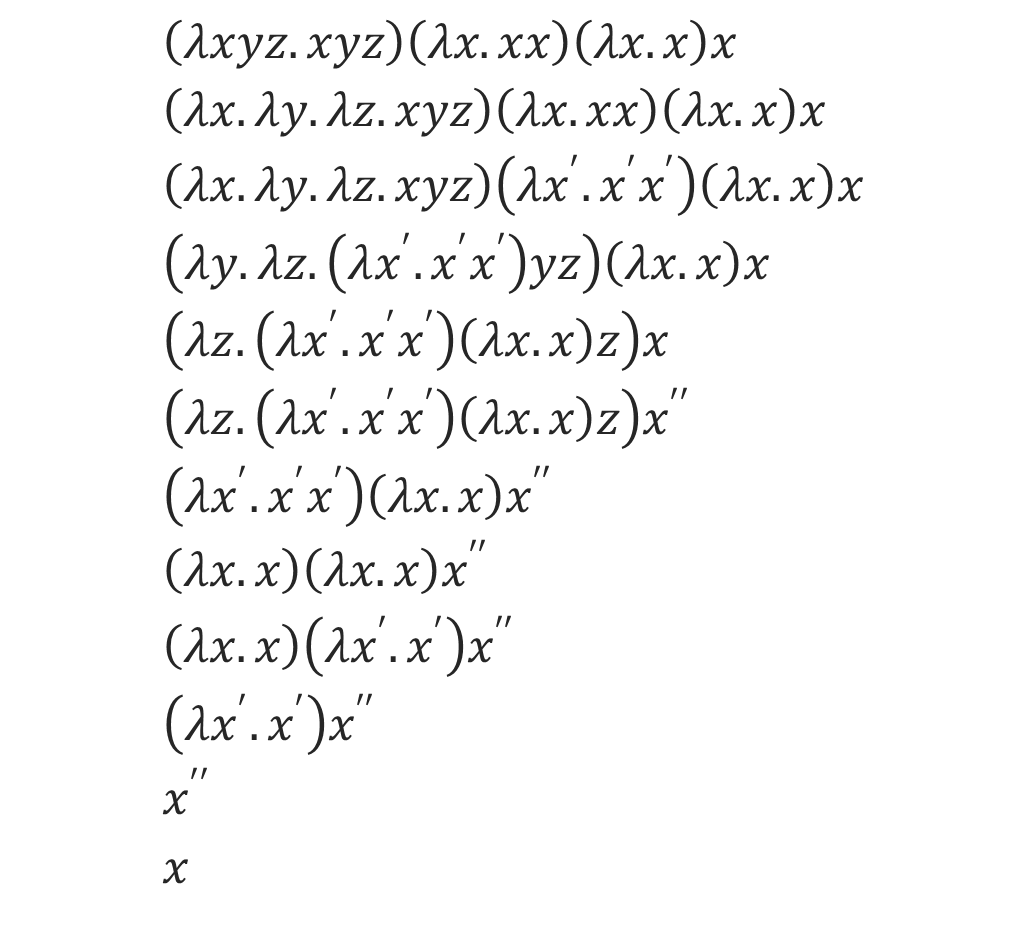 (λxyz.xyz)(λx.xx)(λx.x)x
(λx.λy.λz.xyz)(λx.xx)(λx.x)x
(λx.λy.λz.xyz)(λx′.x′x′)(λx.x)x
(λy.λz.(λx′.x′x′)yz)(λx.x)x
(λz.(λx′.x′x′)(λx.x)z)x
(λz.(λx′.x′x′)(λx.x)z)x″
(λx′.x′x′)(λx.x)x″
(λx.x)(λx.x)x″
(λx.x)(λx′.x′)x″
(λx′.x′)x″
x″
x